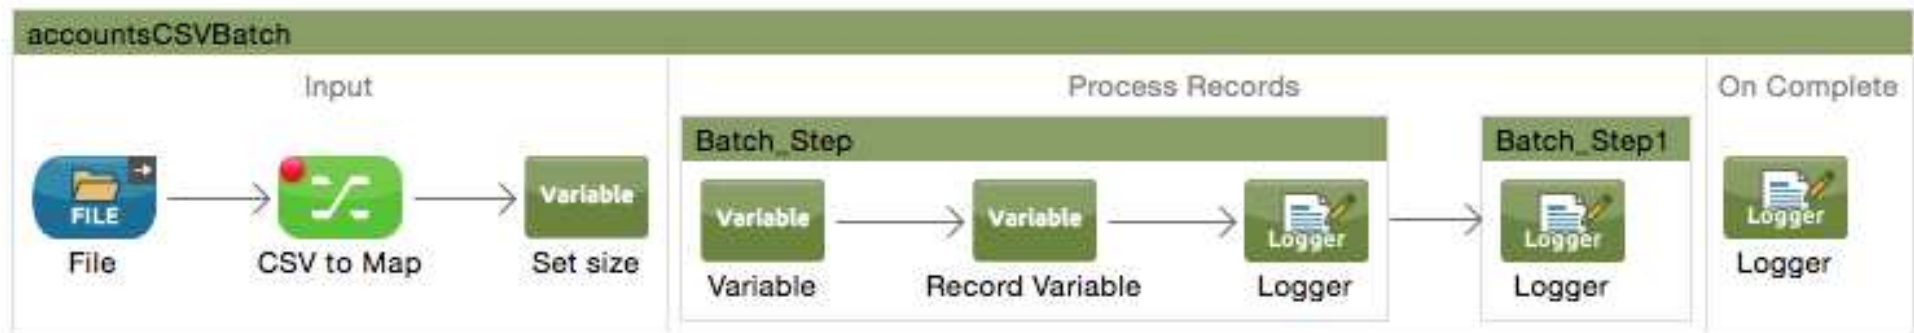 accountsCSVBatch
Input
Process Records
On Complete
Batch_Step
Batch_Step1
FILE
Variable
Variable
Variable
Logger
Logger
Logger
File
CSV to Map
Set size
Variable
Record Variable
Logger
Logger
Logger